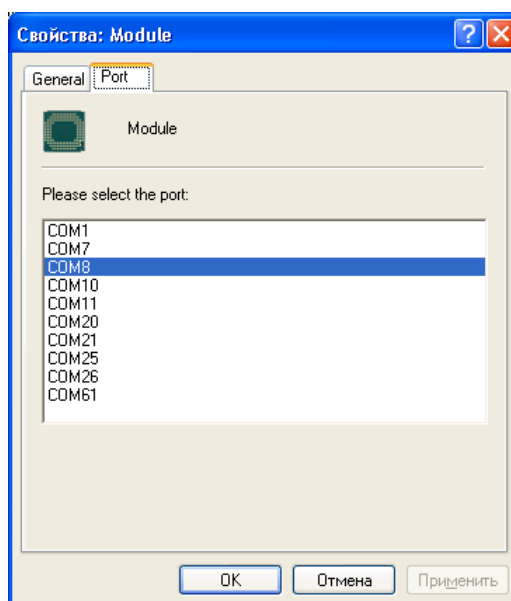 Свойства: Module
General Port
Module
Please select the port:
COM1
COM7
COM8
COM10
COM11
COM20
COM21
COM25
COM26
COM61
OK Отмена Применить